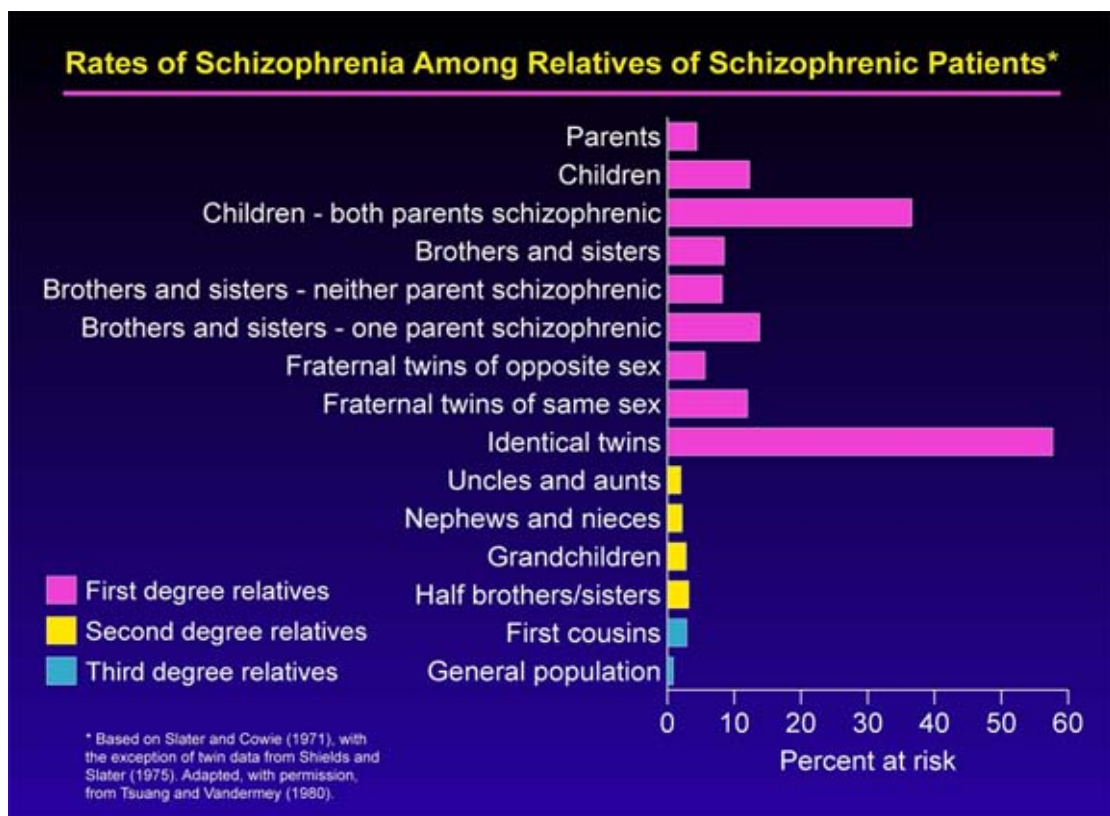 Rates of Schizophrenia Among Relatives of Schizophrenic Patients*
Parents
Children
Children - both parents schizophrenic
Brothers and sisters
Brothers and sisters - neither parent schizophrenic
Brothers and sisters - one parent schizophrenic
Fraternal twins of opposite sex
Fraternal twins of same sex
Identical twins
Uncles and aunts
Nephews and nieces
Grandchildren
Half brothers/sisters
First cousins
General population
0 10 20 30 40 50 60
Percent at risk
First degree relatives
Second degree relatives
Third degree relatives
* Based on Slater and Cowie (1971), with
the exception of twin data from Shields and
Slater (1975). Adapted, with permission,
from Tsuang and Vandermey (1980).